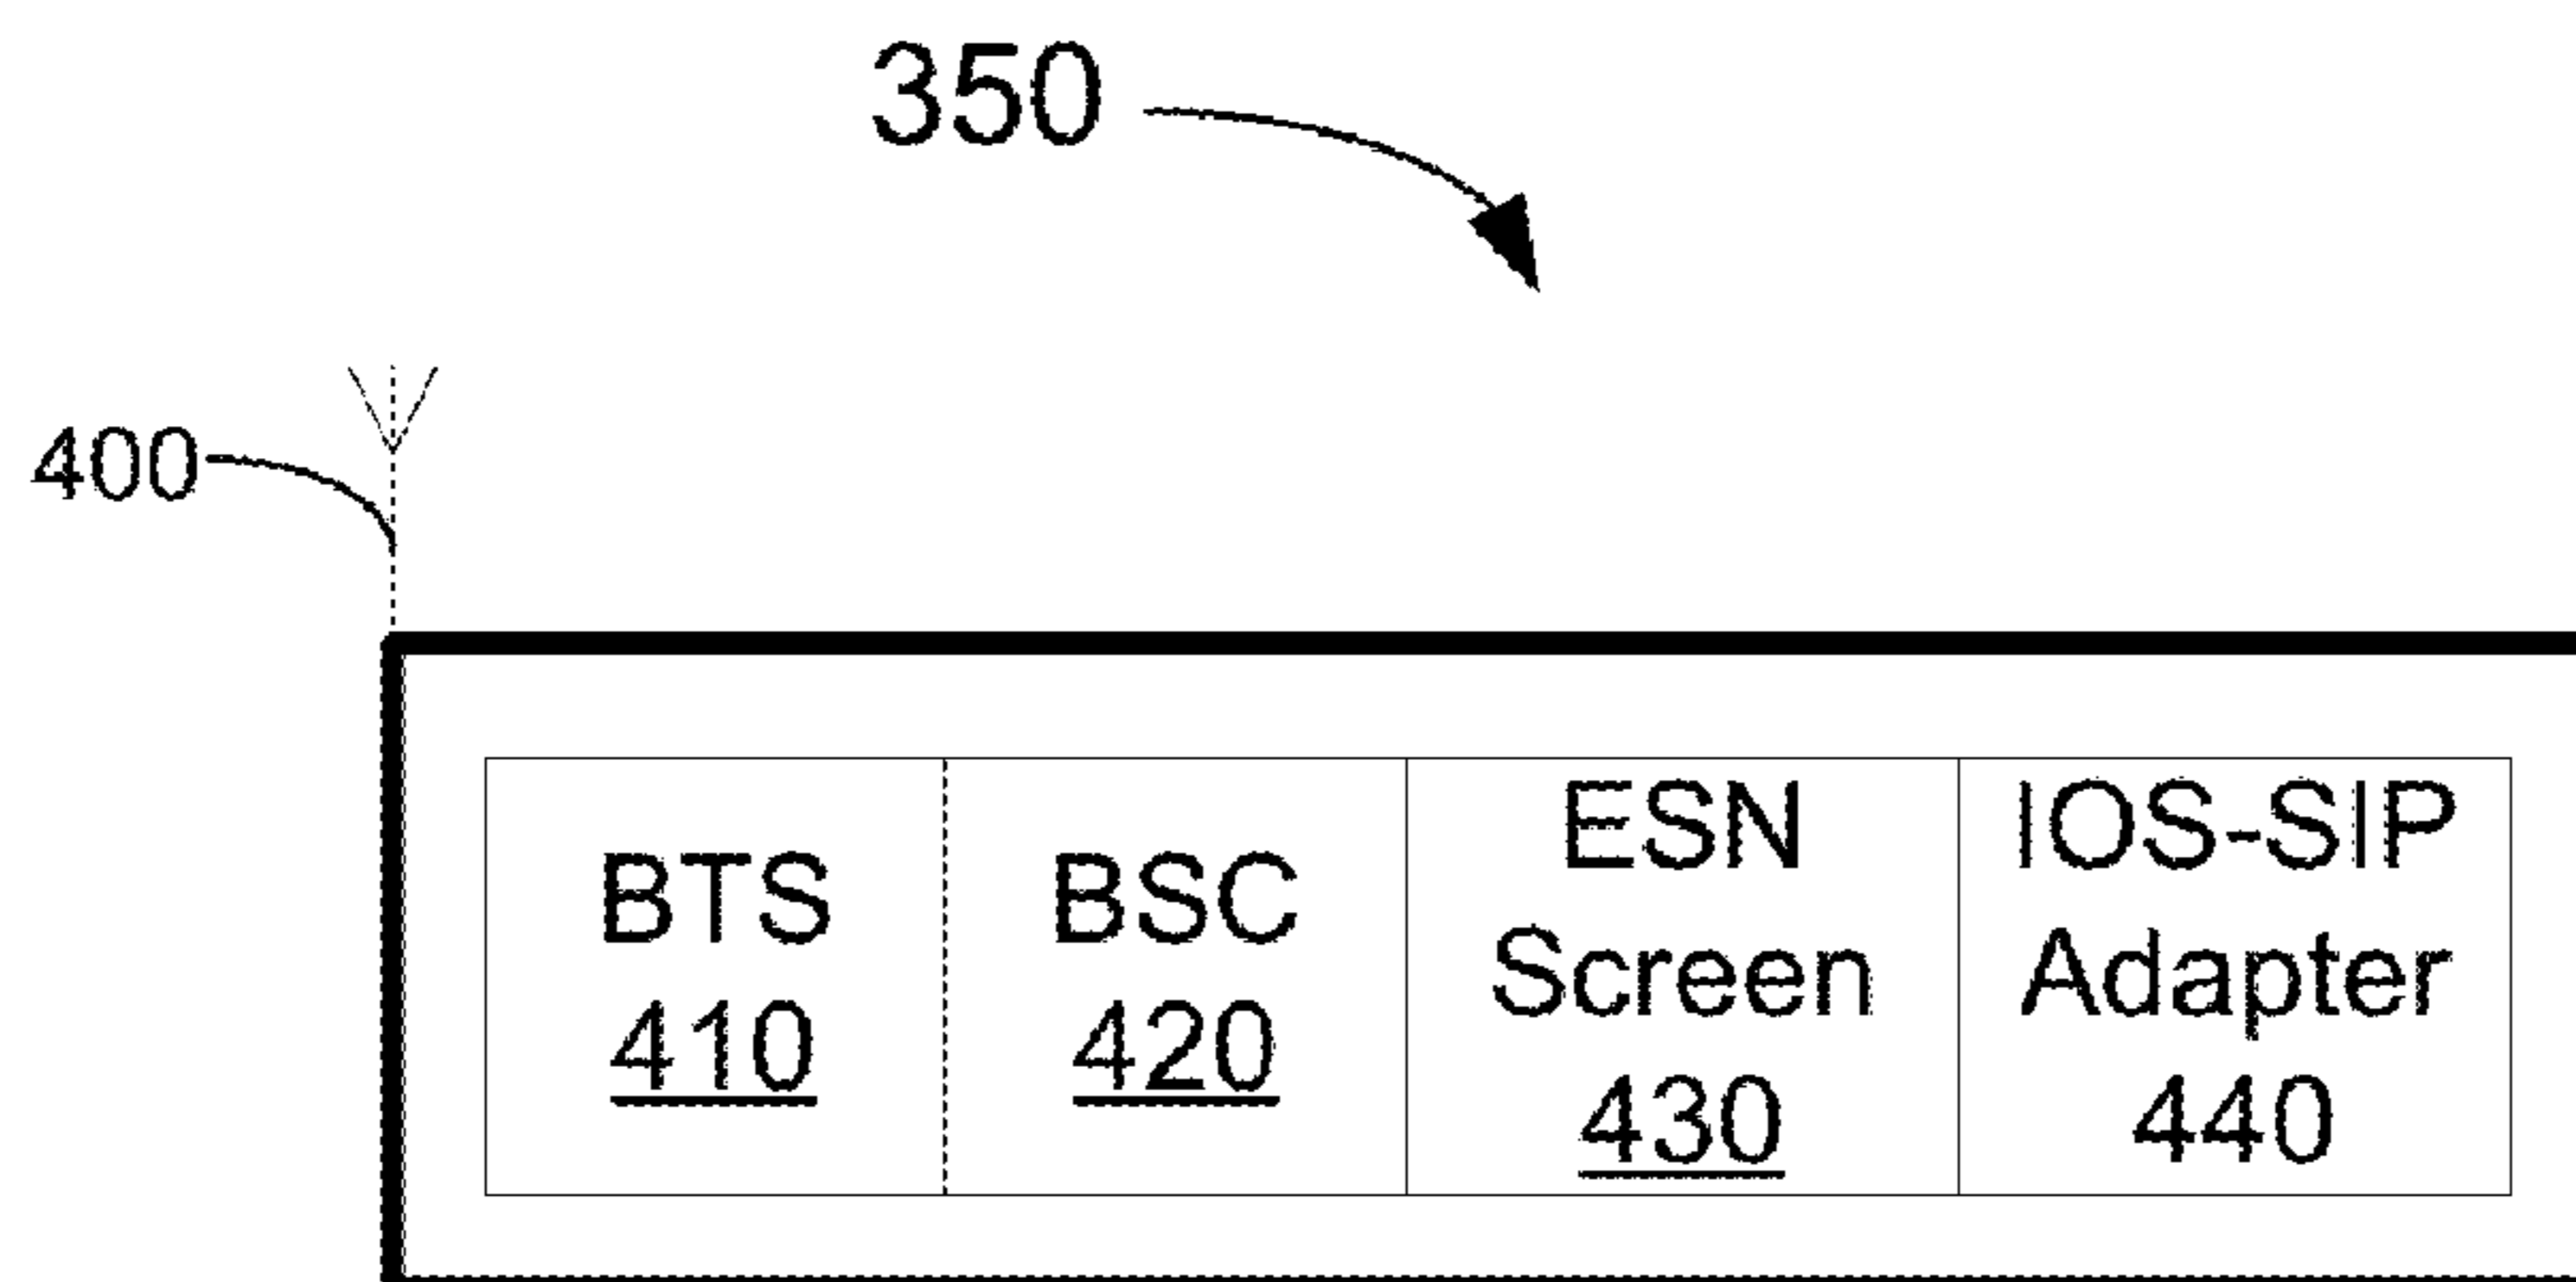 350
400
BTS
410
BSC
420
ESN
Screen
430
IOS-SIP
Adapter
440